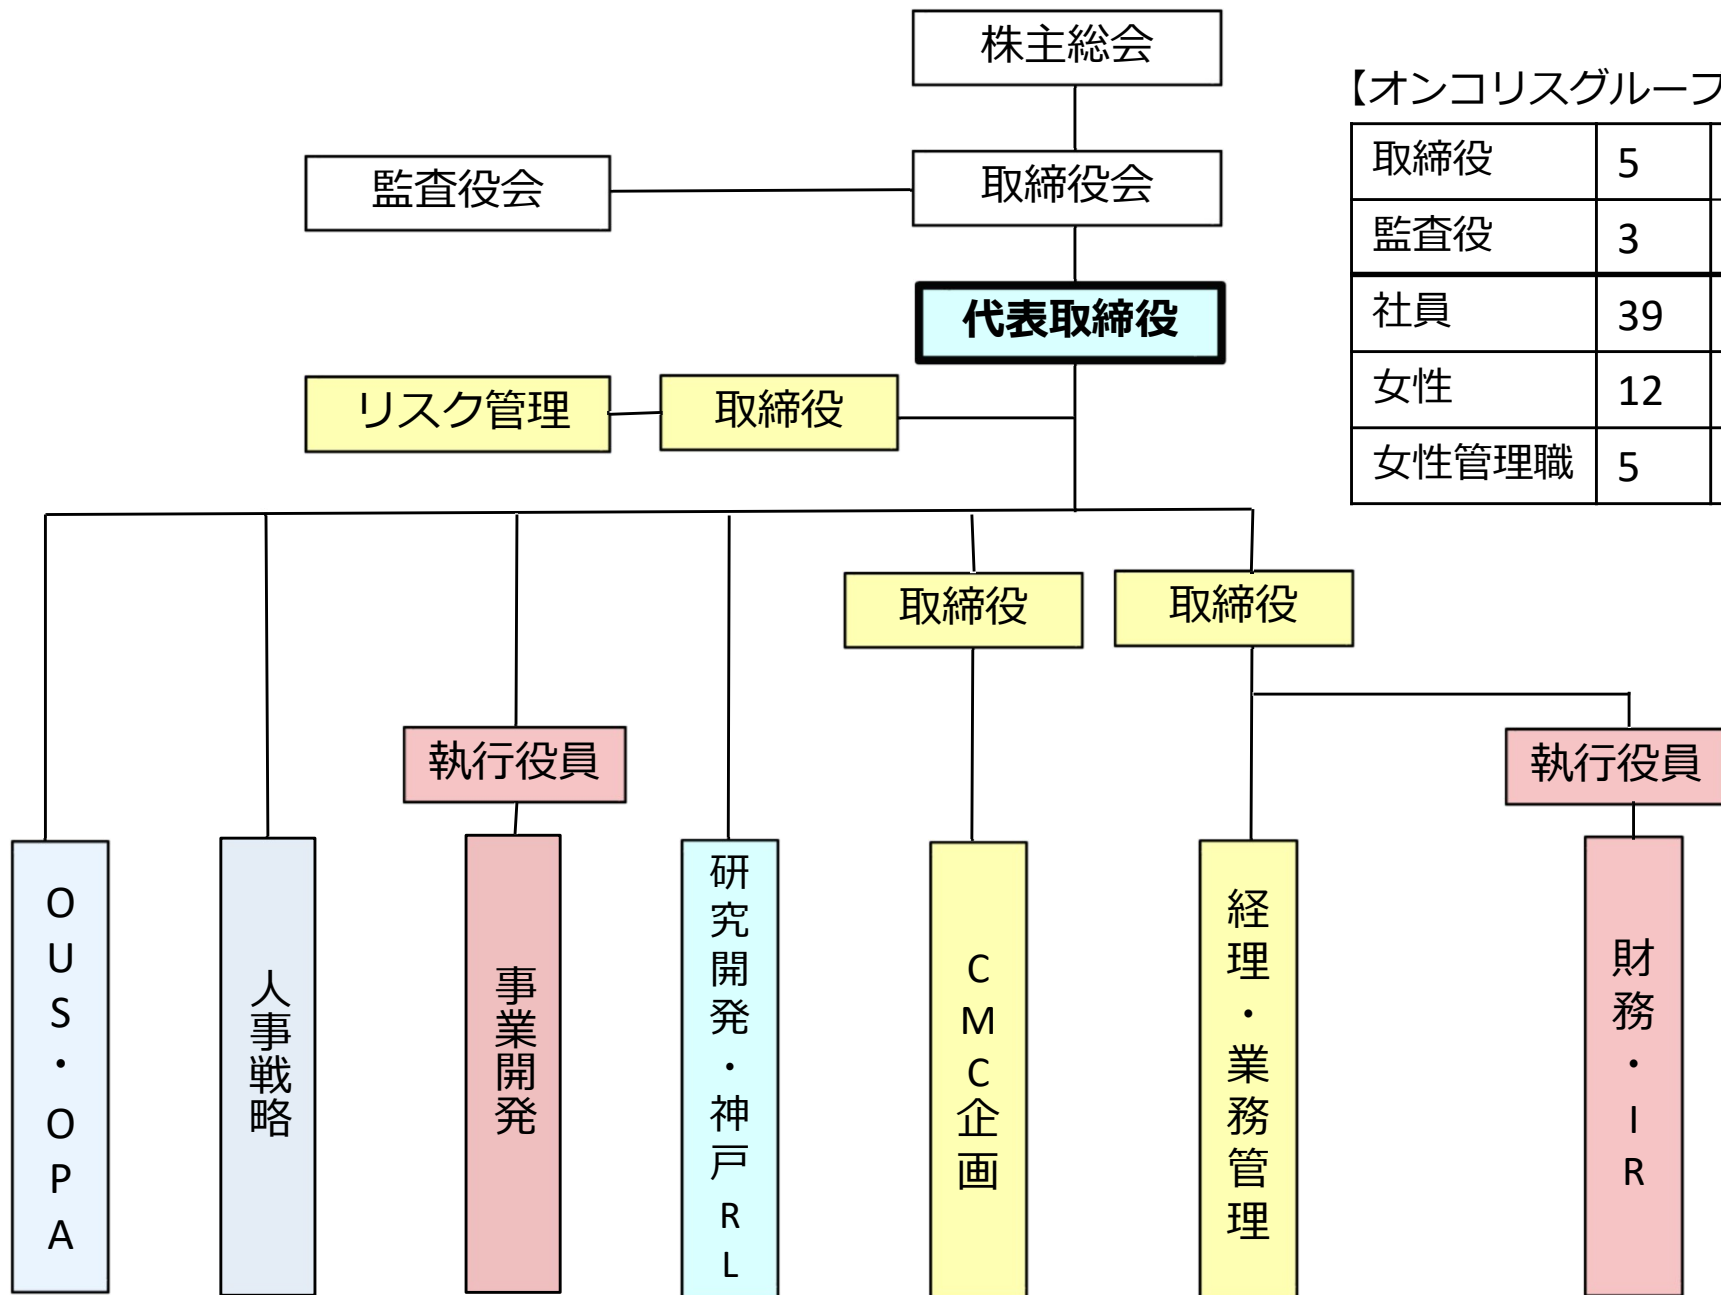 株主総会
【オンコリスグループ
取締役 5
監査役 3
社員 39
女性 12
女性管理職 5
監査役会
取締役会
代表取締役
リスク管理
取締役
取締役
取締役
執行役員
執行役員
OUS・OPA
人事戦略
事業開発
研究開発・神戸RL
CMC企画
経理・業務管理
財務・IR